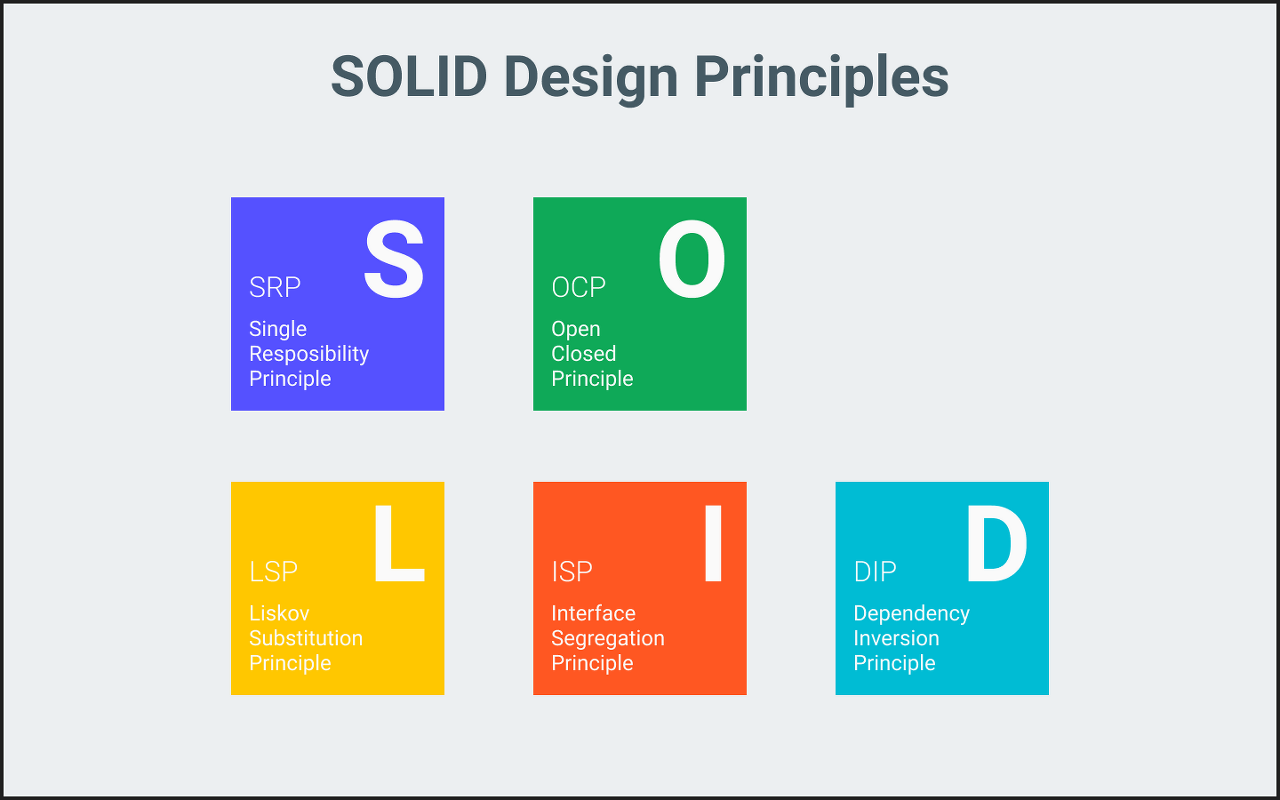 SOLID Design Principles
S
SRP
Single
Resposibility
Principle
O
OCP
Open
Closed
Principle
L
LSP
Liskov
Substitution
Principle
I
ISP
Interface
Segregation
Principle
D
DIP
Dependency
Inversion
Principle